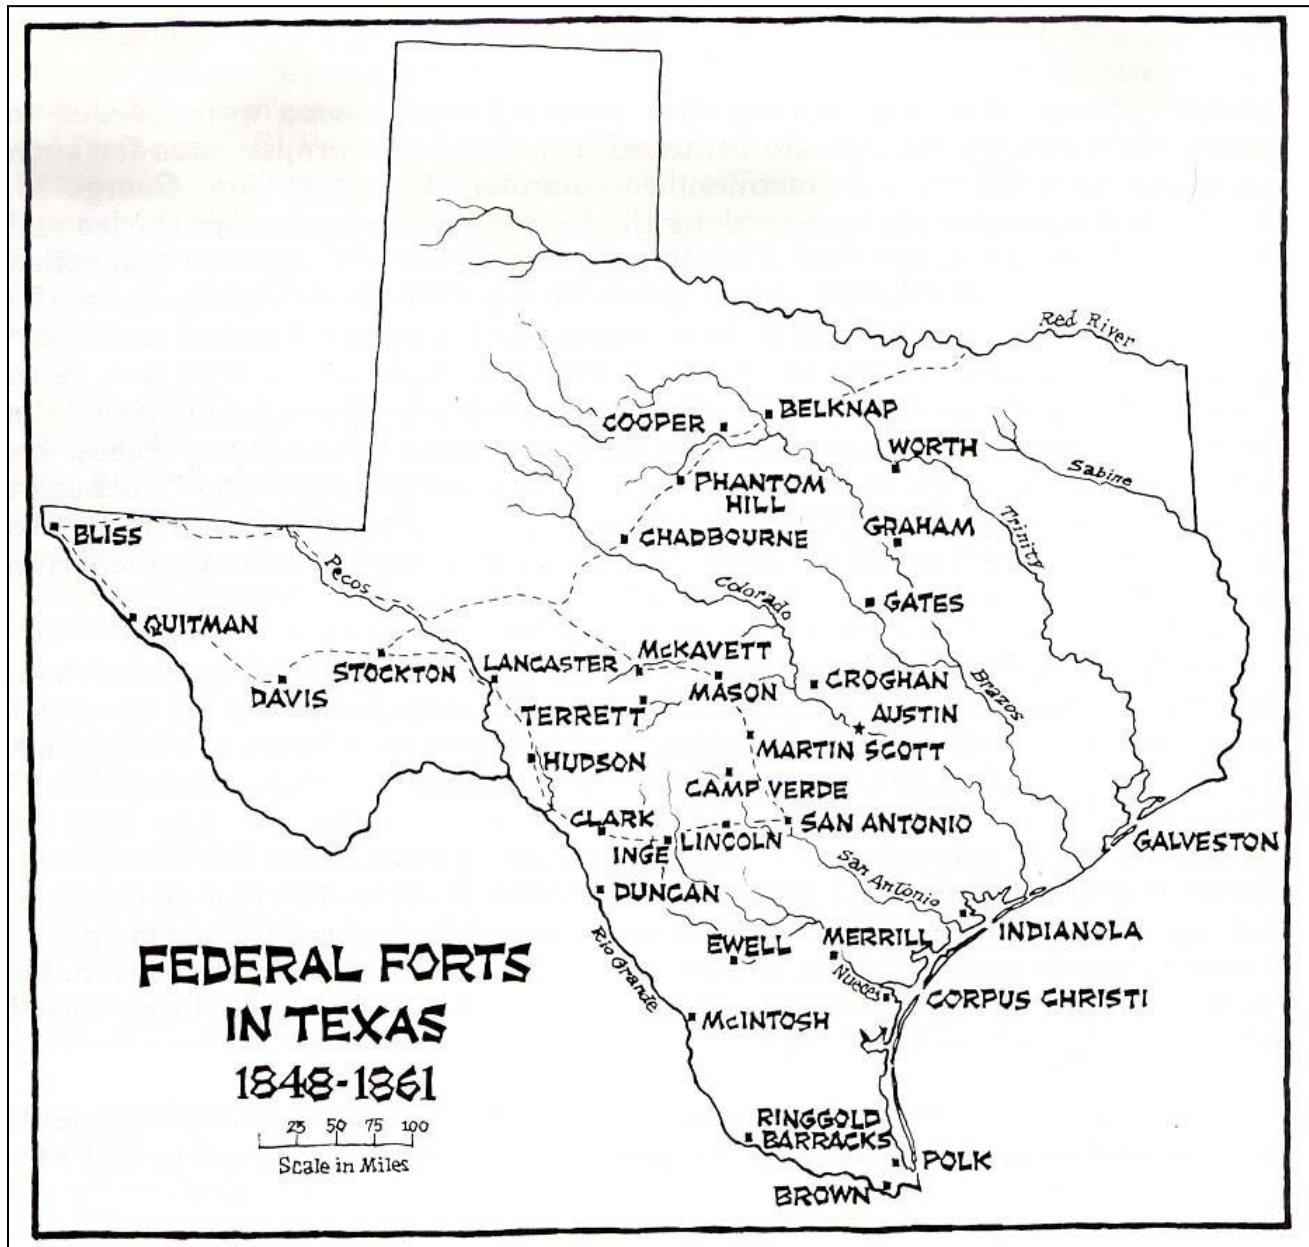 Red River
COOPER
BELKNAP
WORTH
Sabine
PHANTOM
HILL
Trinity
BLISS
CHADBOURNE
GRAHAM
Pecos
Colorado
GATES
QUITMAN
STOCKTON
LANCASTER
McKAVETT
DAVIS
MASON
CROGHAN
Brazos
TERRETT
AUSTIN
HUDSON
MARTIN SCOTT
CAMP VERDE
CLARK
INGE
LINCOLN
SAN ANTONIO
GALVESTON
San Antonio
DUNCAN
EWELL
MERRILL
INDIANOLA
Rio Grande
Nueces
CORPUS CHRISTI
McINTOSH
FEDERAL FORTS
IN TEXAS
1848-1861
25 50 75 100
Scale in Miles
RINGGOLD
BARRACKS
POLK
BROWN